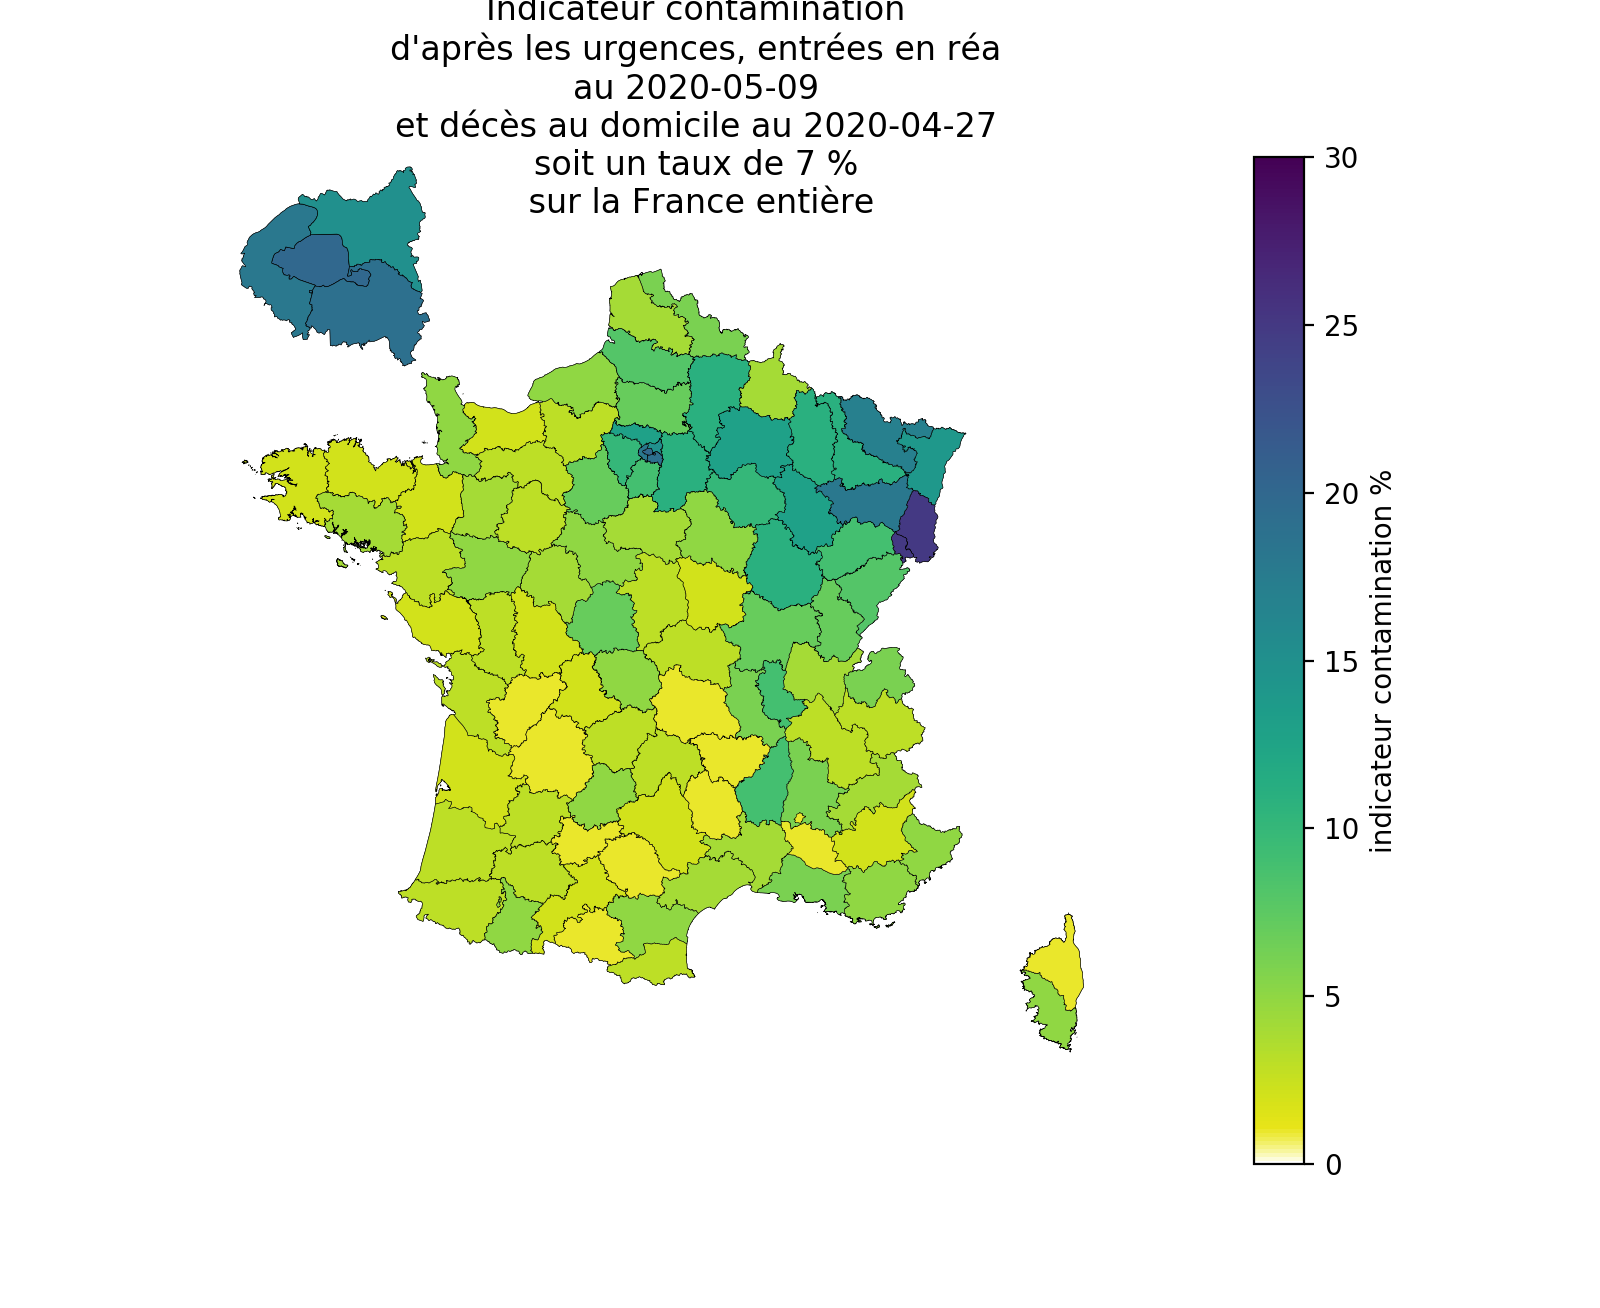 Indicateur contamination
d'après les urgences, entrées en réa
au 2020-05-09
et décès au domicile au 2020-04-27
soit un taux de 7 %
sur la France entière
30
25
20
15
10
5
0
indicateur contamination %